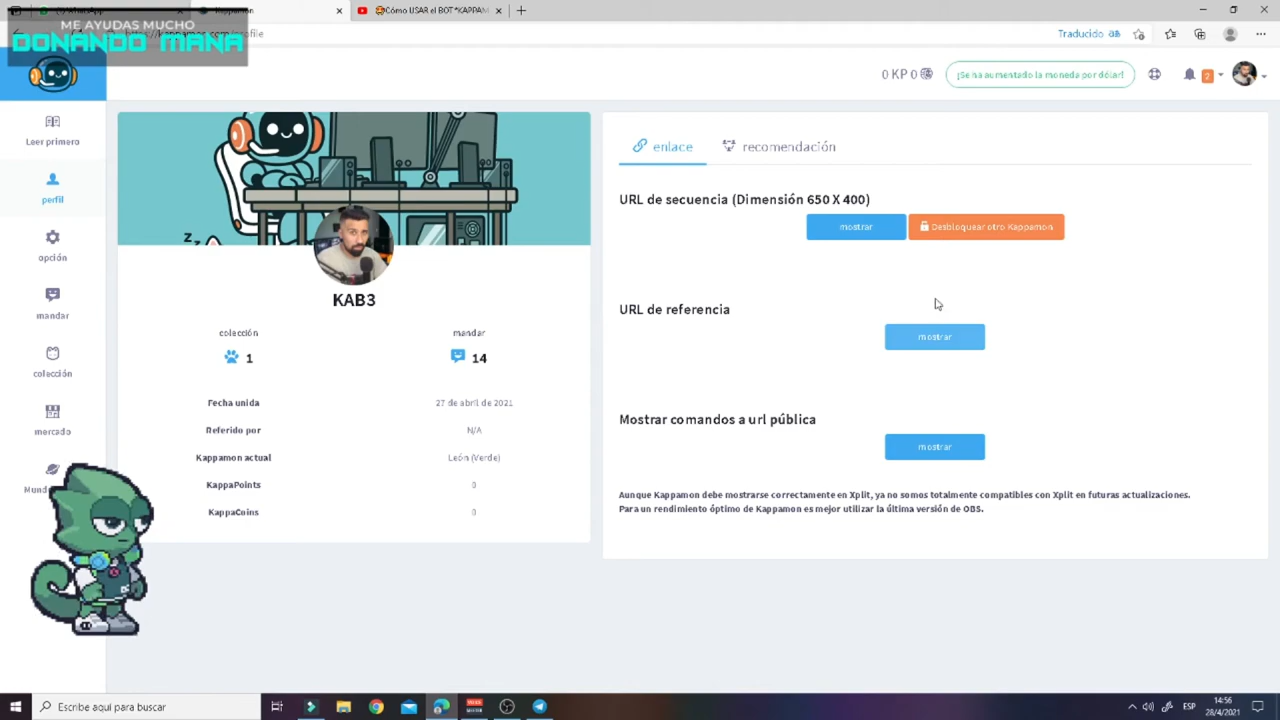 WhatsApp
Kappamon
¿Cómo USAR el BOT *KAPPAM
ME AYUDAS MUCHO
DONANDO MANA
Traducido
0 KP 0
¡Se ha aumentado la moneda por dólar!
2
Leer primero
perfil
opción
mandar
colección
mercado
Mund
zz
KAB3
colección
mandar
1
14
Fecha unida
27 de abril de 2021
Referido por
N/A
Kappamon actual
León (Verde)
KappaPoints
0
KappaCoins
0
enlace
recomendación
URL de secuencia (Dimensión 650 X 400)
mostrar
Desbloquear otro Kappamon
URL de referencia
mostrar
Mostrar comandos a url pública
mostrar
Aunque Kappamon debe mostrarse correctamente en Xplit, ya no somos totalmente compatibles con Xplit en futuras actualizaciones.
Para un rendimiento óptimo de Kappamon es mejor utilizar la última versión de OBS.
Escribe aquí para buscar
ESP
14:56
28/4/2021